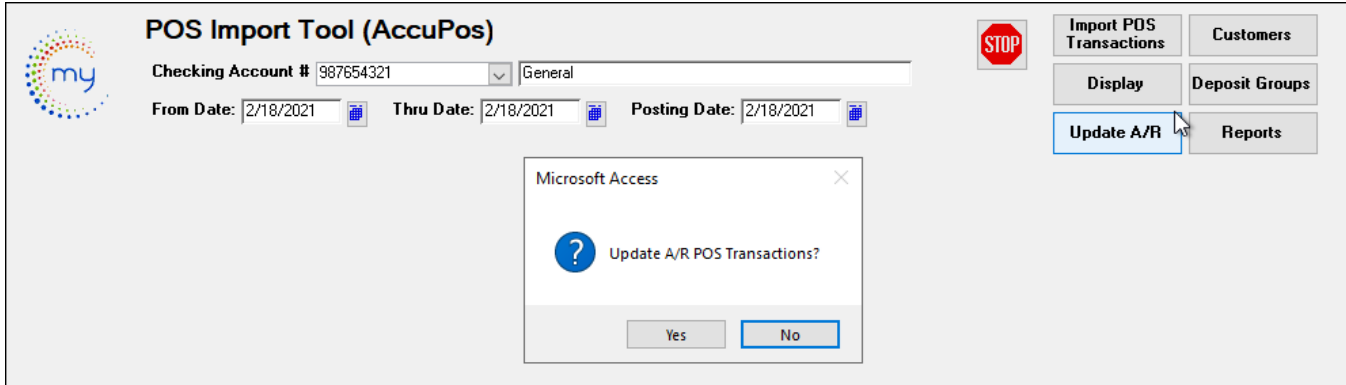 my
POS Import Tool (AccuPos)
STOP
Import POS
Transactions
Customers
Checking Account # 987654321 General
Display
Deposit Groups
From Date: 2/18/2021 Thru Date: 2/18/2021 Posting Date: 2/18/2021
Update A/R
Reports
Microsoft Access
?
Update A/R POS Transactions?
Yes
No